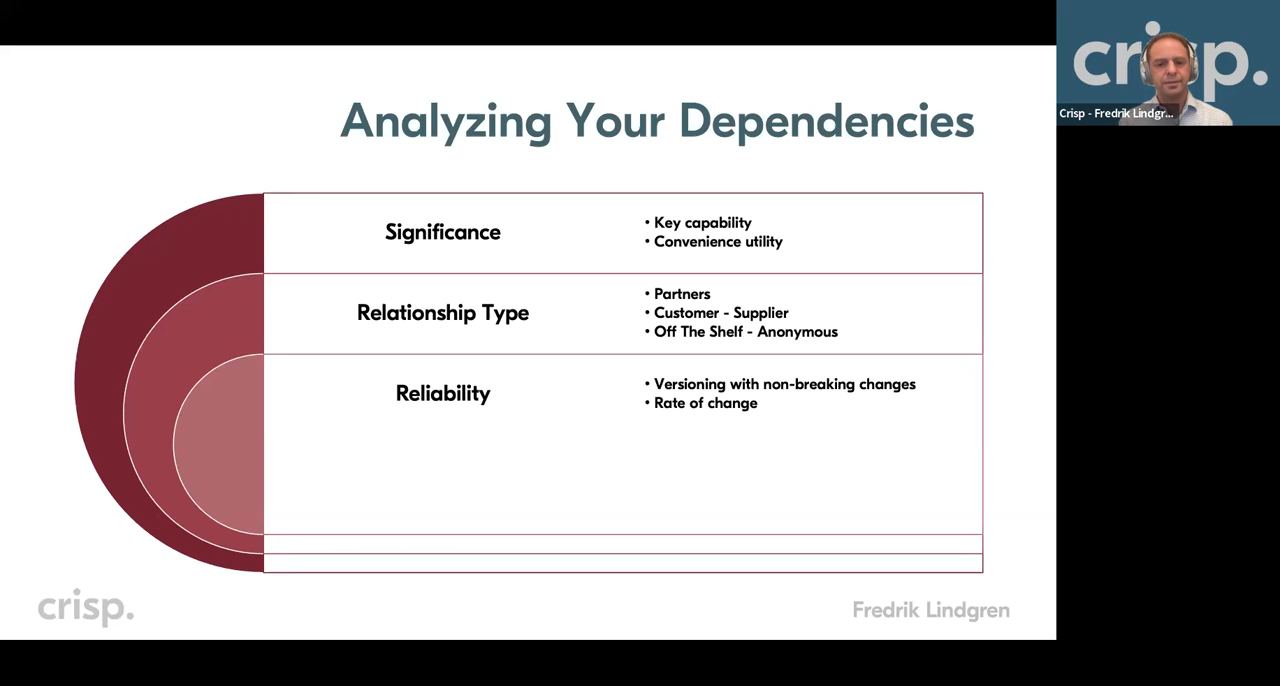 Analyzing Your Dependencies
Significance
• Key capability
• Convenience utility
Relationship Type
• Partners
• Customer - Supplier
• Off The Shelf - Anonymous
Reliability
• Versioning with non-breaking changes
• Rate of change
crisp.
Fredrik Lindgren
crisp.
Crisp - Fredrik Lindgr...